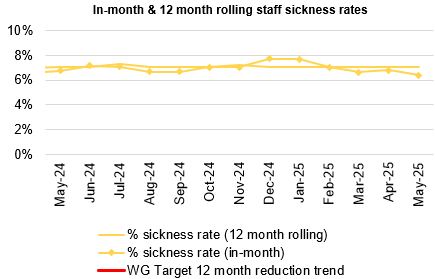 In-month & 12 month rolling staff sickness rates
10%
8%
6%
4%
2%
0%
May-24
Jun-24
Jul-24
Aug-24
Sep-24
Oct-24
Nov-24
Dec-24
Jan-25
Feb-25
Mar-25
Apr-25
May-25
% sickness rate (12 month rolling)
% sickness rate (in-month)
WG Target 12 month reduction trend